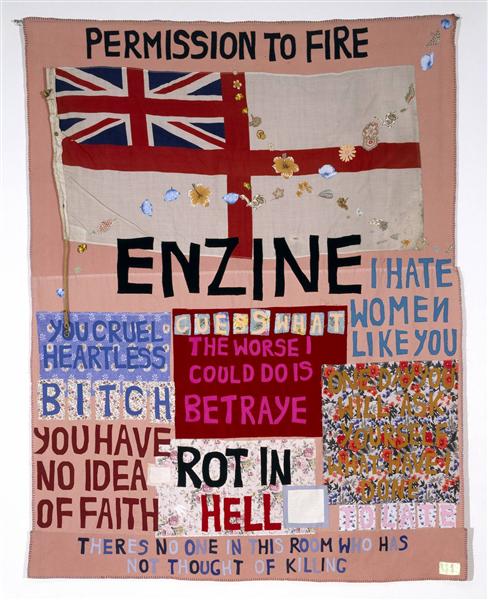 PERMISSION TO FIRE
ENZINE
I HATE
WOMEN
LIKE YOU
YOU CRUEL
HEARTLESS
BITCH
GUESS WHAT
THE WORSE I
COULD DO IS
BETRAYE
ONE DAY YOU
WILL ASK
YOURSELF
WHAT HAVE
DONE
TO LATE
YOU HAVE
NO IDEA
OF FAITH
ROT IN
HELL
THERES NO ONE IN THIS ROOM WHO HAS
NOT THOUGHT OF KILLING